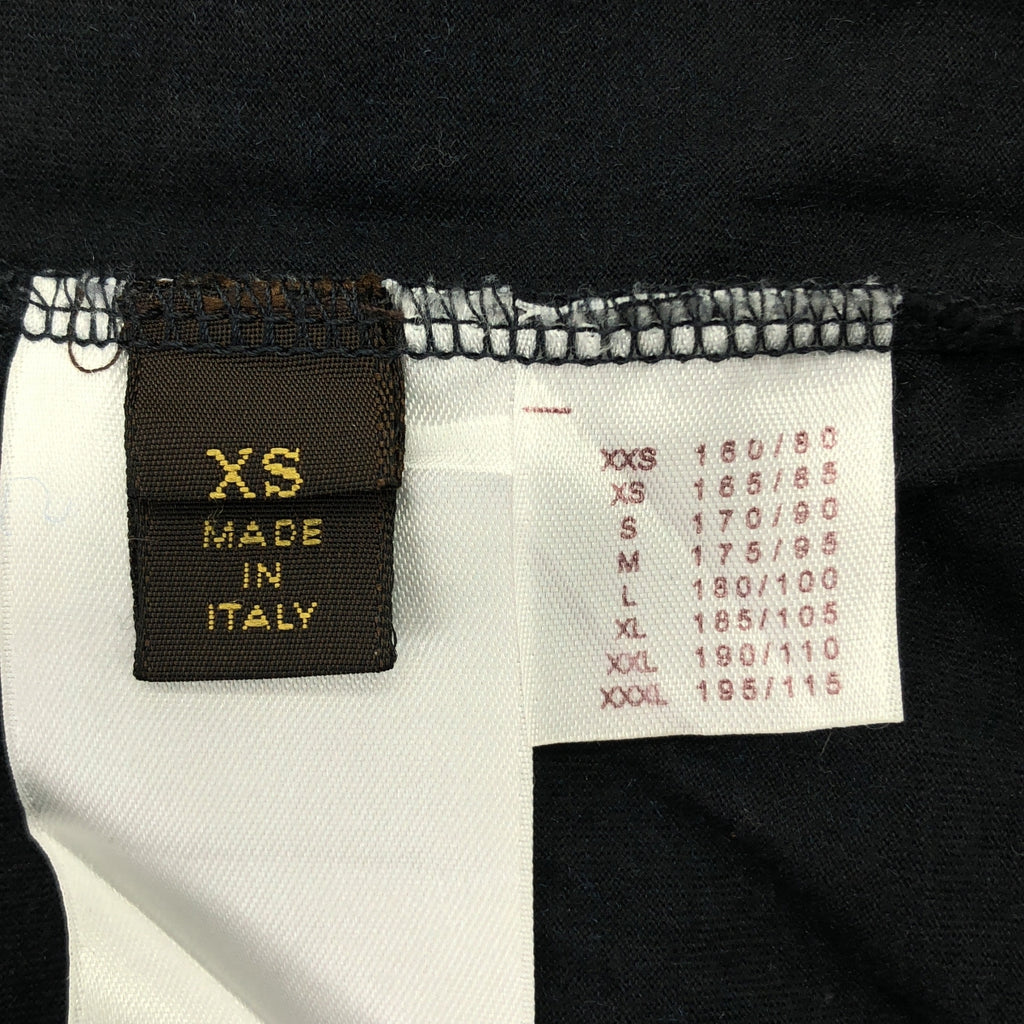 XS
MADE
IN
ITALY
XXS 160/80
XS 165/85
S 170/90
M 175/95
L 180/100
XL 185/105
XXL 190/110
XXXL 195/115